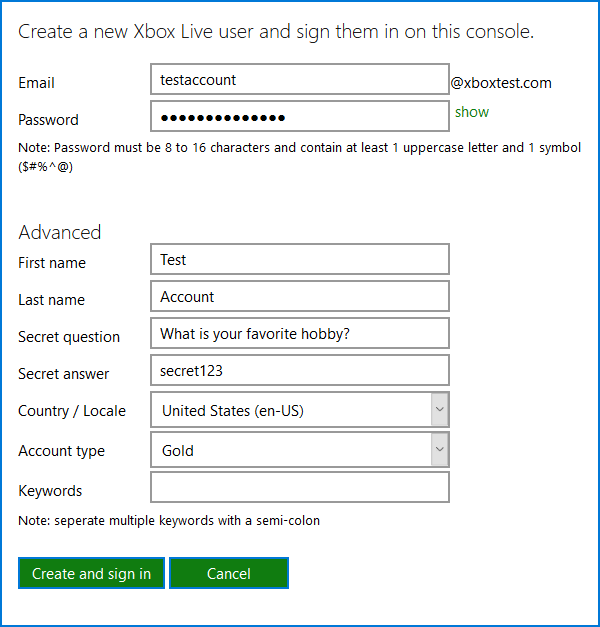 Create a new Xbox Live user and sign them in on this console.
Email testaccount @xboxtest.com
Password ●●●●●●●●●●●●●● show
Note: Password must be 8 to 16 characters and contain at least 1 uppercase letter and 1 symbol
($#%^@)
Advanced
First name Test
Last name Account
Secret question What is your favorite hobby?
Secret answer secret123
Country / Locale United States (en-US)
Account type Gold
Keywords
Note: seperate multiple keywords with a semi-colon
Create and sign in Cancel